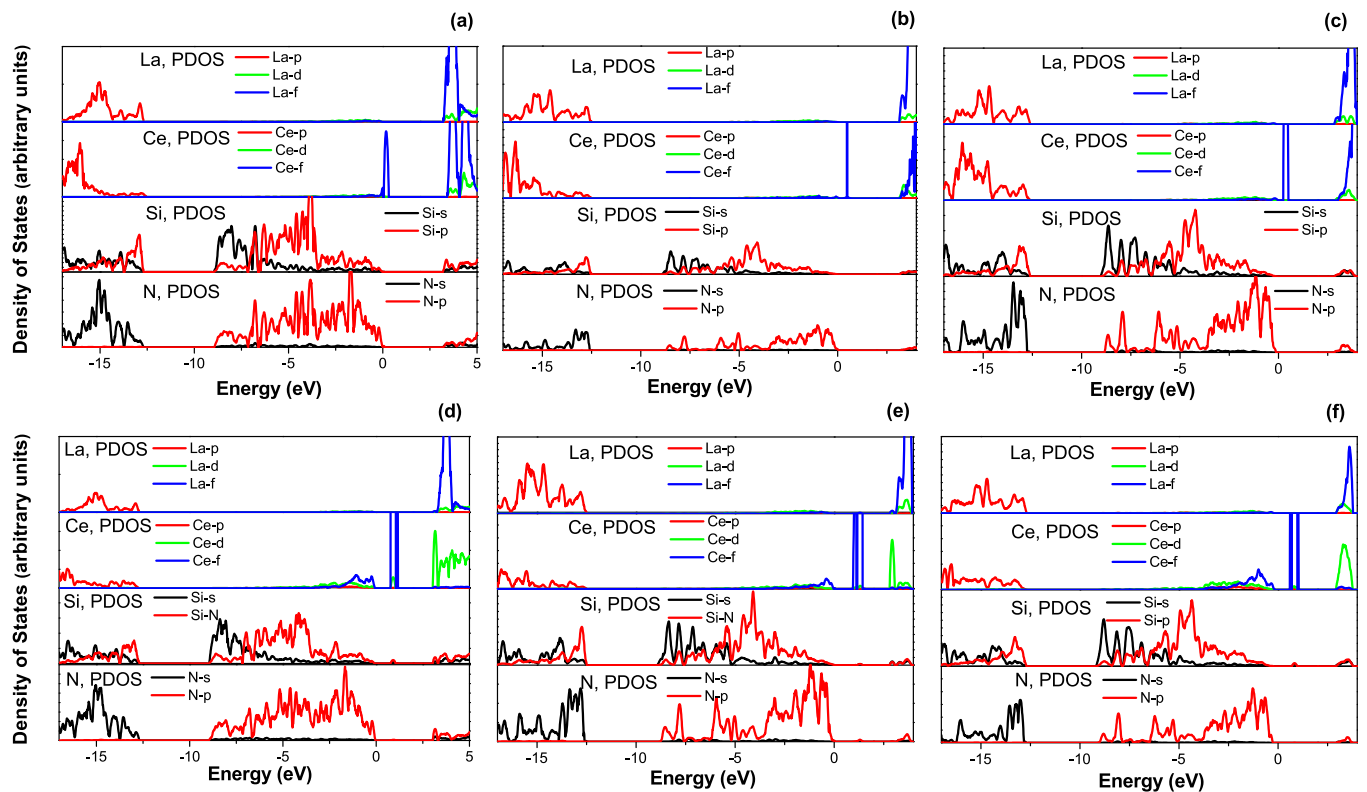 (a)
Density of States (arbitrary units)
La, PDOS
La-p
La-d
La-f
Ce, PDOS
Ce-p
Ce-d
Ce-f
Si, PDOS
Si-s
Si-p
N, PDOS
N-s
N-p
-15 -10 -5 0 5
Energy (eV)
(b)
La, PDOS
La-p
La-d
La-f
Ce, PDOS
Ce-p
Ce-d
Ce-f
Si, PDOS
Si-s
Si-p
N, PDOS
N-s
N-p
-15 -10 -5 0
Energy (eV)
(c)
La, PDOS
La-p
La-d
La-f
Ce, PDOS
Ce-p
Ce-d
Ce-f
Si, PDOS
Si-s
Si-p
N, PDOS
N-s
N-p
-15 -10 -5 0
Energy (eV)
(d)
Density of States (arbitrary units)
La, PDOS
La-p
La-d
La-f
Ce, PDOS
Ce-p
Ce-d
Ce-f
Si, PDOS
Si-s
Si-N
N, PDOS
N-s
N-p
-15 -10 -5 0 5
Energy (eV)
(e)
La, PDOS
La-p
La-d
La-f
Ce, PDOS
Ce-p
Ce-d
Ce-f
Si, PDOS
Si-s
Si-N
N, PDOS
N-s
N-p
-15 -10 -5 0
Energy (eV)
(f)
La, PDOS
La-p
La-d
La-f
Ce, PDOS
Ce-p
Ce-d
Ce-f
Si, PDOS
Si-s
Si-p
N, PDOS
N-s
N-p
-15 -10 -5 0
Energy (eV)